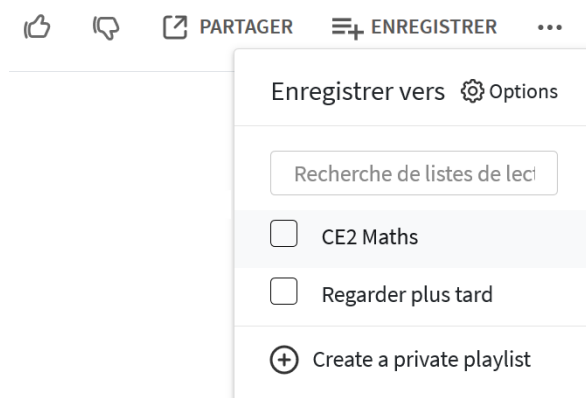 PARTAGER ENREGISTRER
Enregistrer vers Options
Recherche de listes de lect
CE2 Maths
Regarder plus tard
Create a private playlist